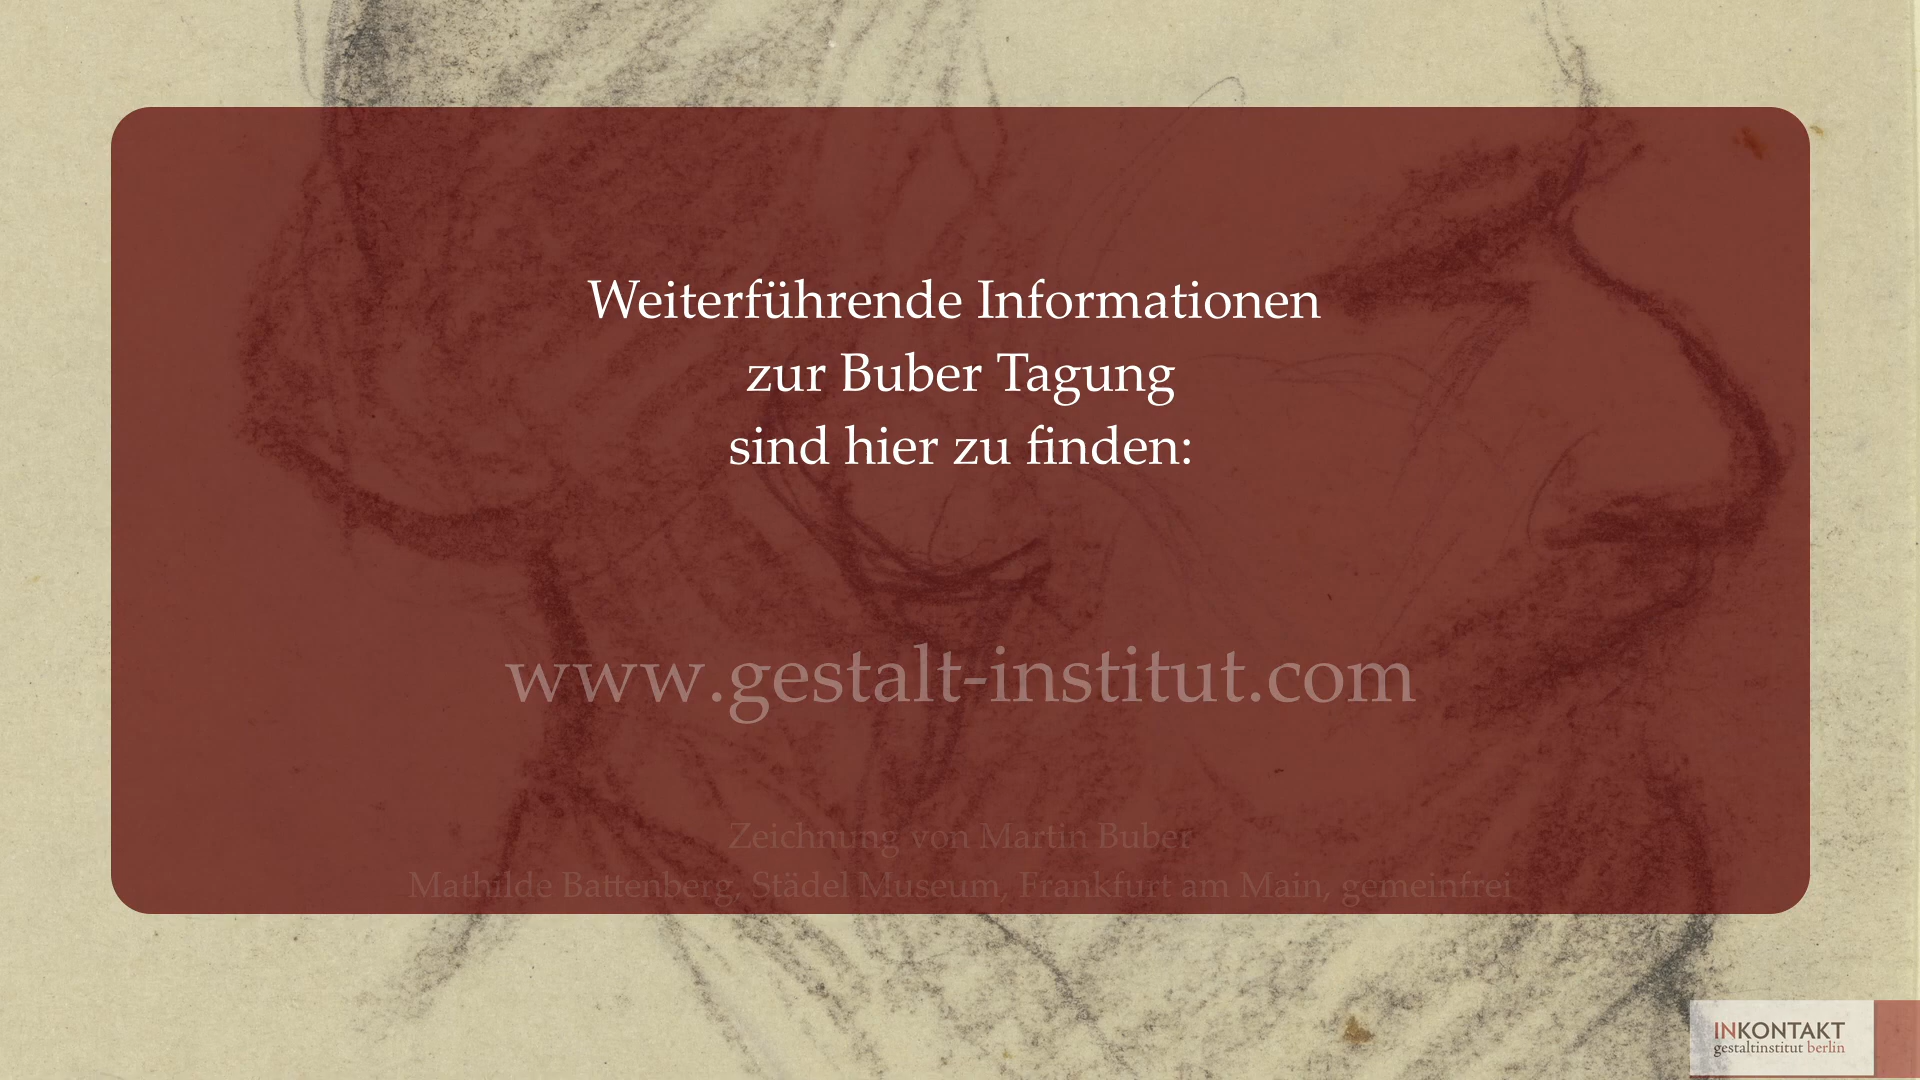 Weiterführende Informationen
zur Buber Tagung
sind hier zu finden:
www.gestalt-institut.com
Zeichnung von Martin Buber
Mathilde Battenberg, Städel Museum, Frankfurt am Main, gemeinfrei
INKONTAKT
gestaltinstitut berlin